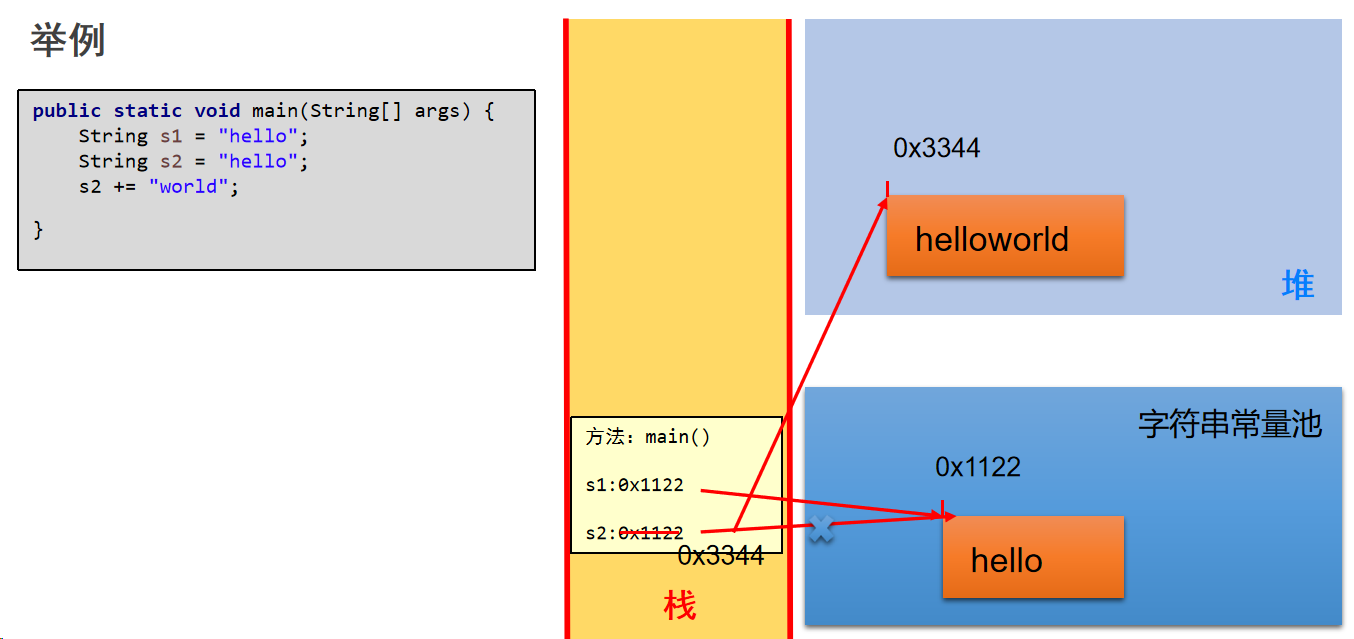 举例
public static void main(String[] args) {
String s1 = "hello";
String s2 = "hello";
s2 += "world";
}
方法：main()
s1:0x1122
s2:0x1122
0x3344
栈
0x3344
helloworld
堆
字符串常量池
0x1122
hello